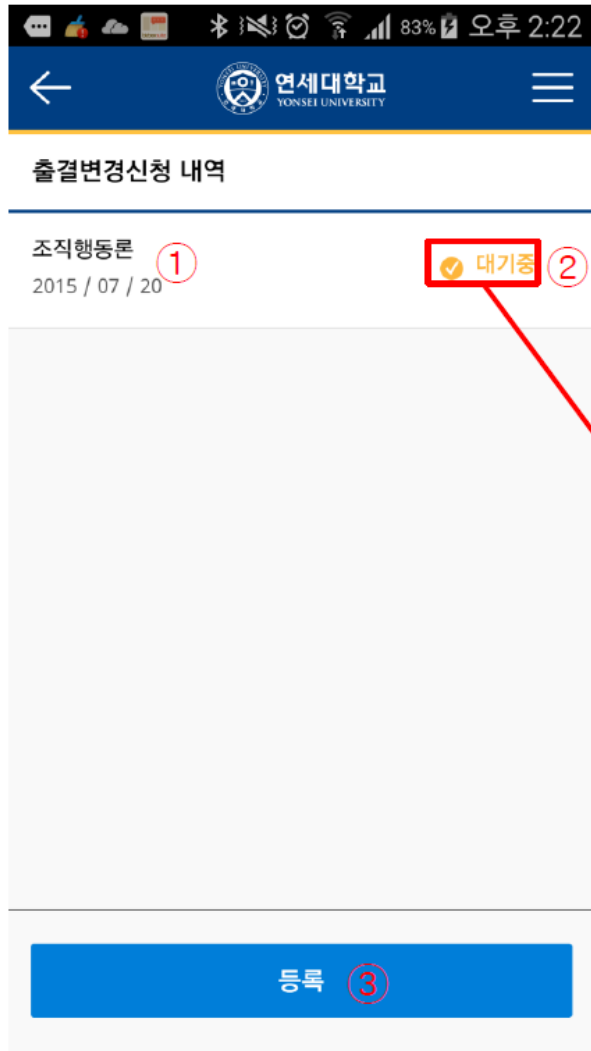 83% 오후 2:22
연세대학교
YONSEI UNIVERSITY
출결변경신청 내역
조직행동론 ①
2015 / 07 / 20
대기중 ②
등록 ③